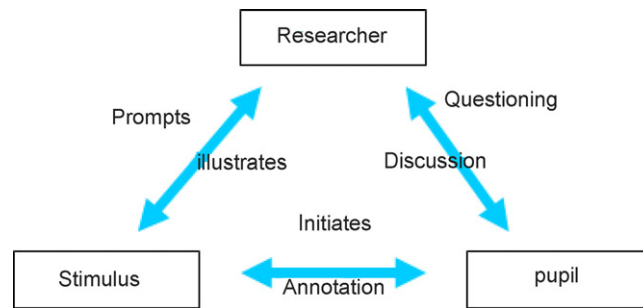 Researcher
Prompts
Questioning
illustrates
Discussion
Initiates
Stimulus
Annotation
pupil